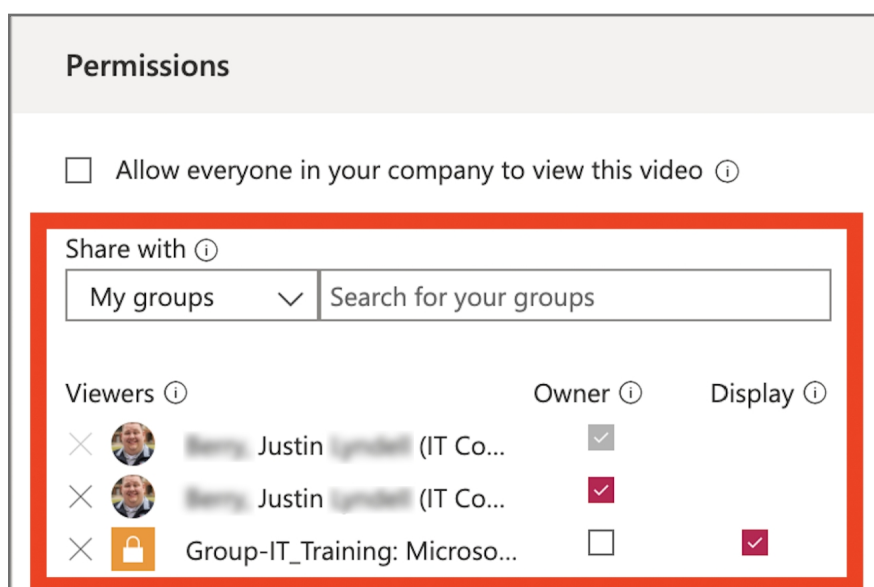 Permissions
Allow everyone in your company to view this video
Share with
My groups Search for your groups
Viewers Owner Display
Justin (IT Co...
Justin (IT Co...
Group-IT_Training: Microso...